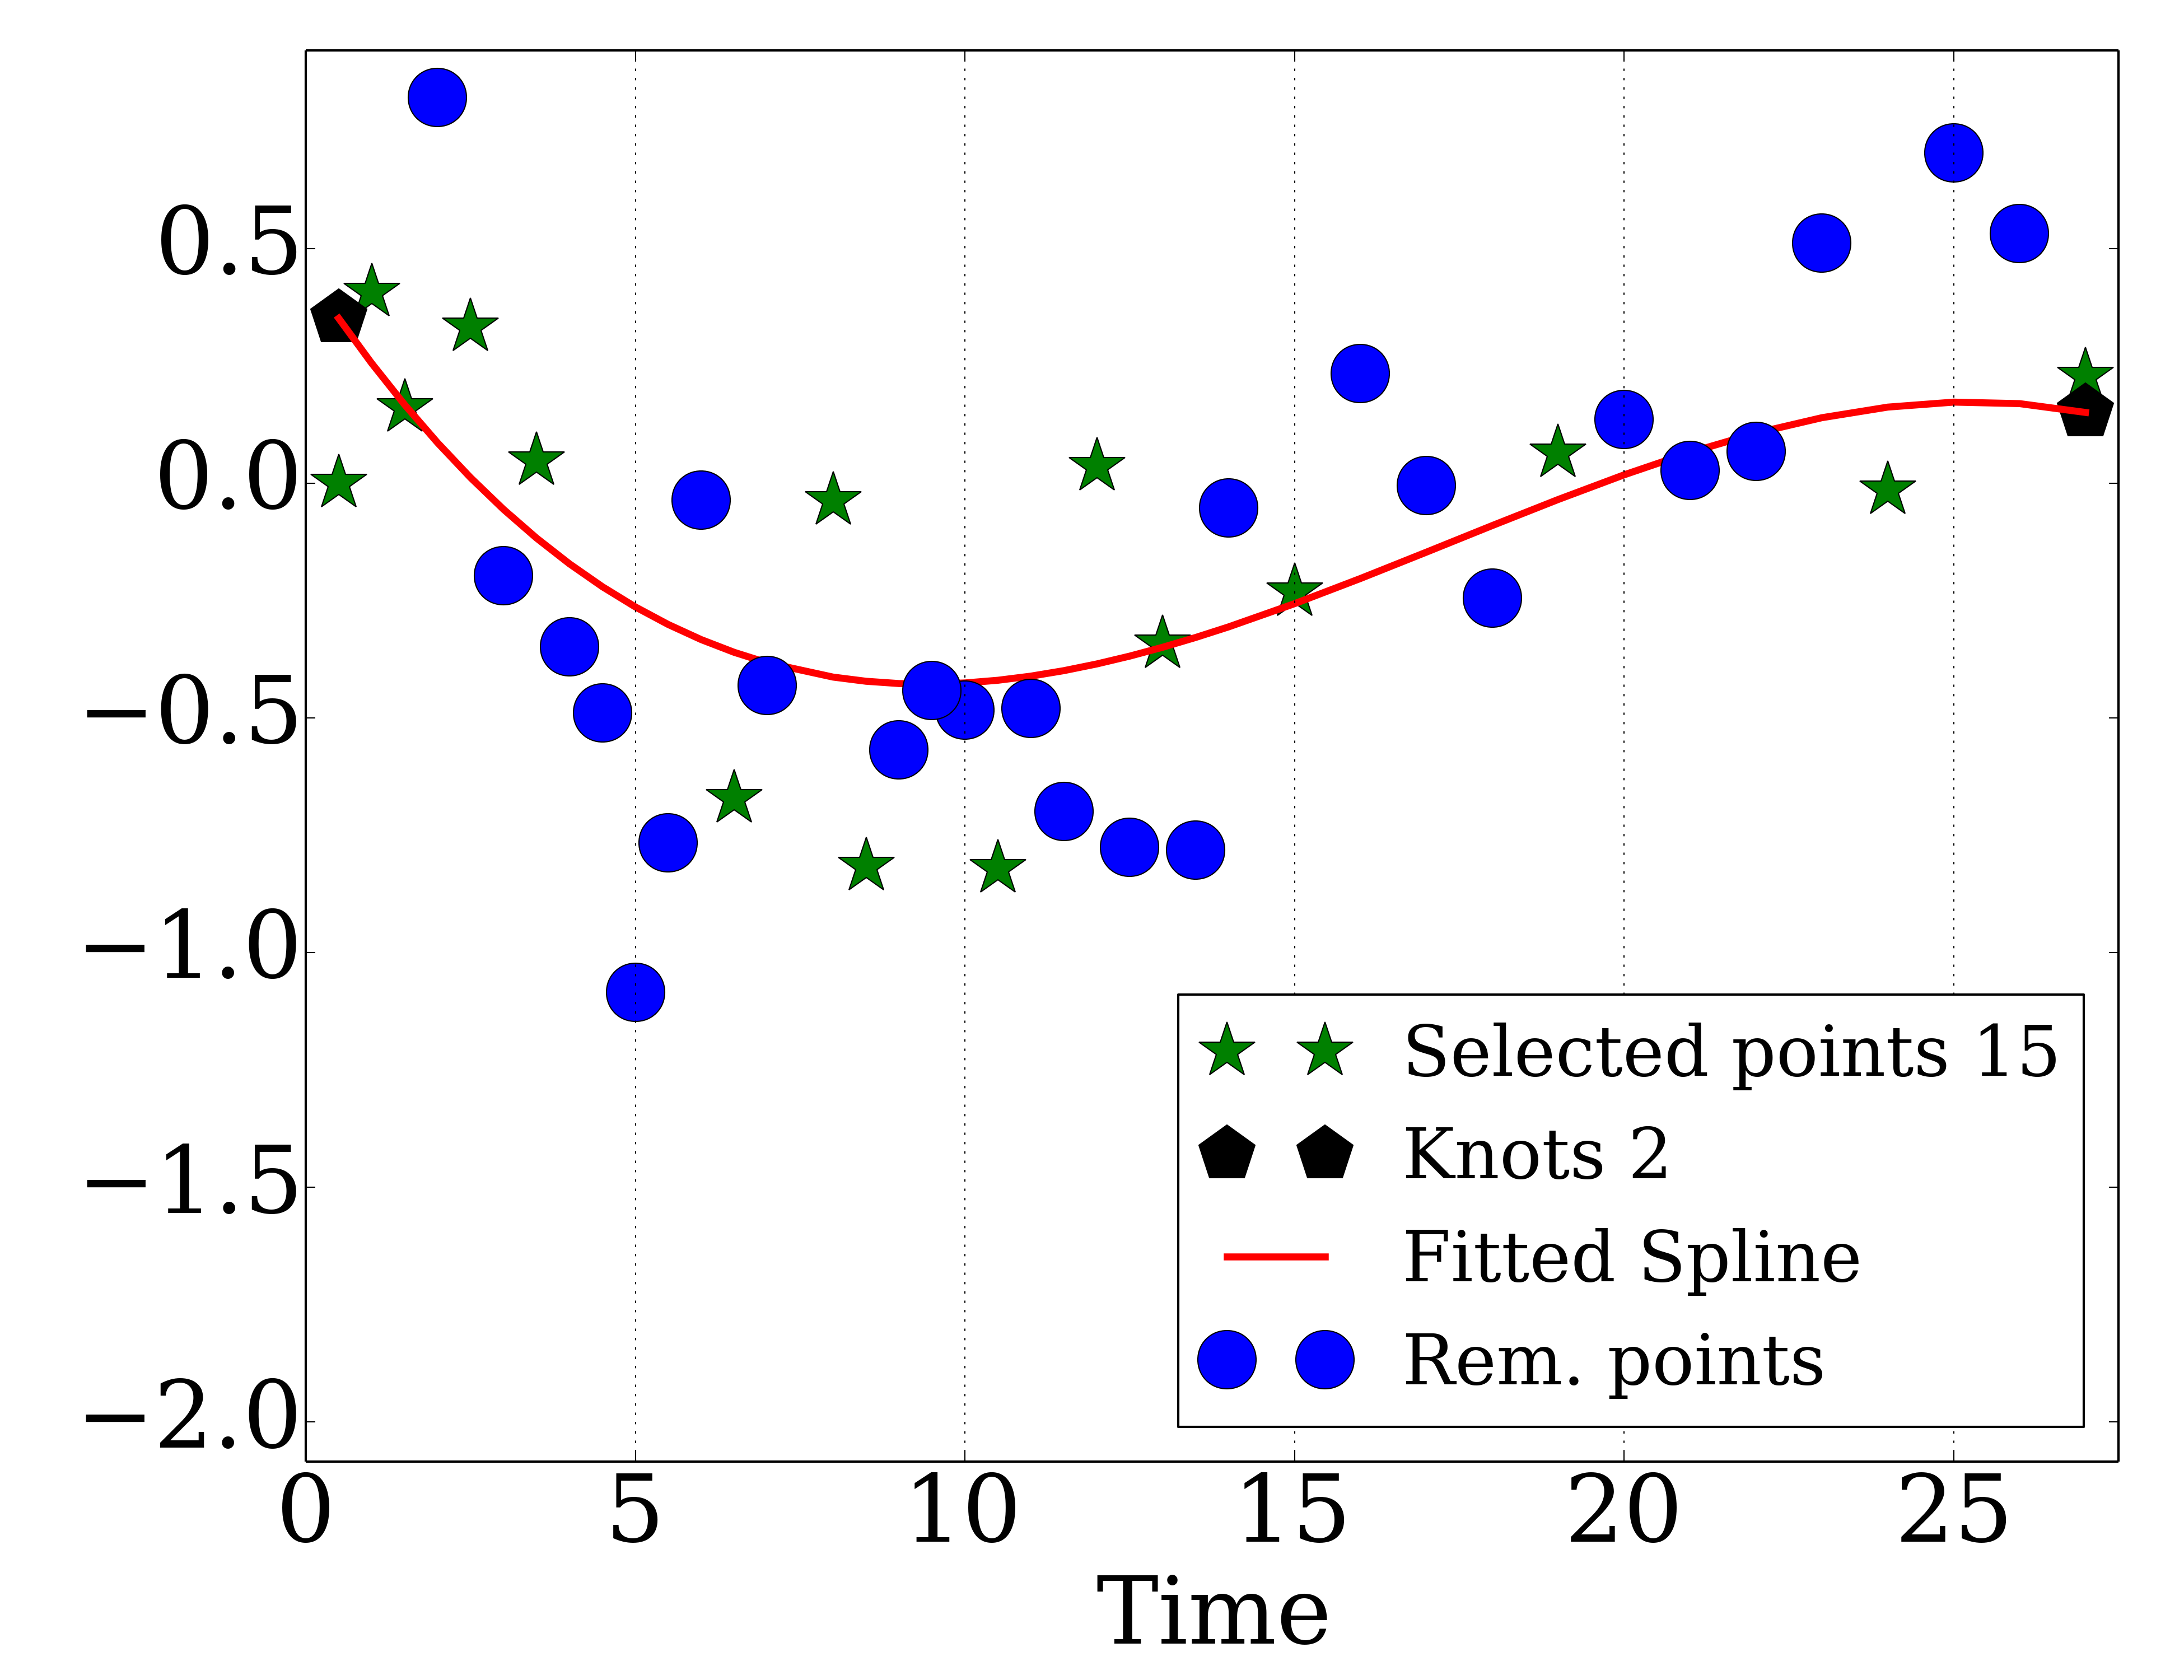 0.5
0.0
−0.5
−1.0
−1.5
−2.0
0 5 10 15 20 25
Time
Selected points 15
Knots 2
Fitted Spline
Rem. points